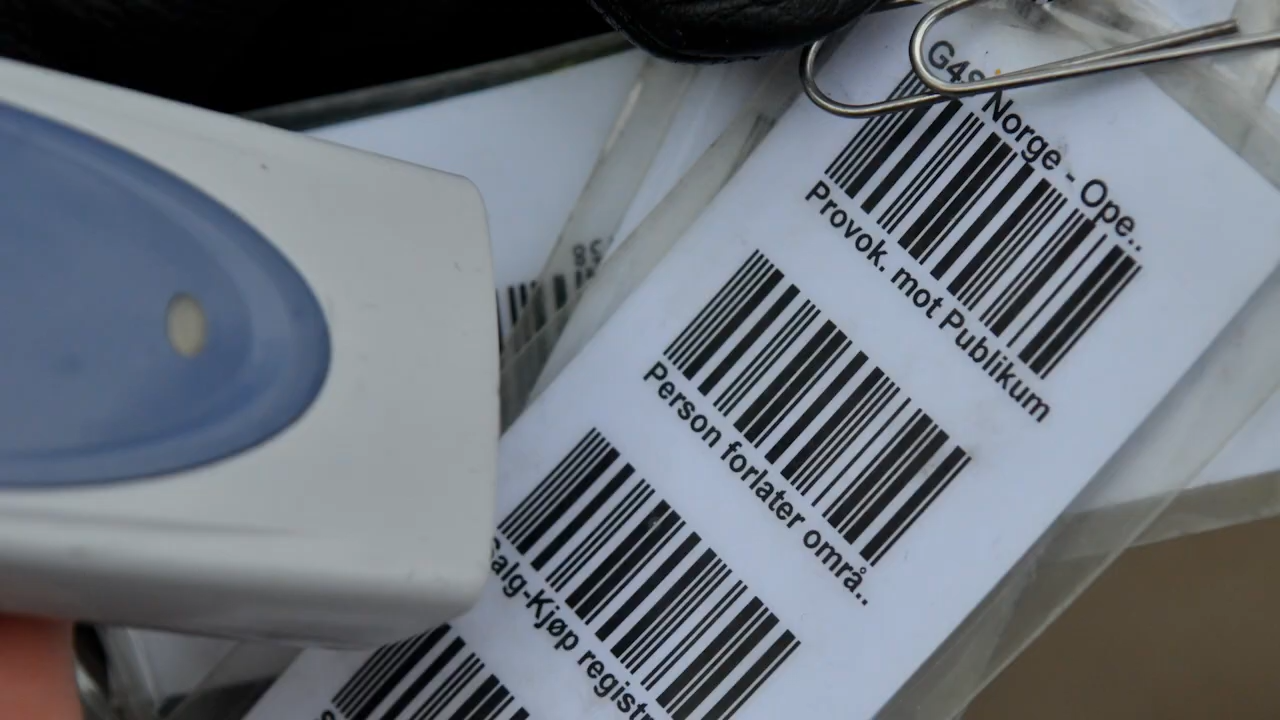 G4S Norge - Ope..
Provok. mot Publikum
Person forlater områ..
Salg-Kjøp registr